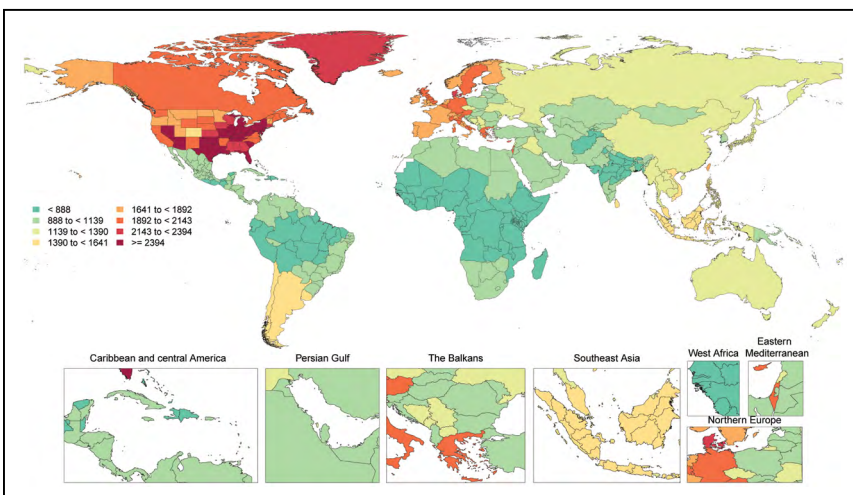 < 888
888 to < 1139
1139 to < 1390
1390 to < 1641
1641 to < 1892
1892 to < 2143
2143 to < 2394
>= 2394
Caribbean and central America
Persian Gulf
The Balkans
Southeast Asia
West Africa
Eastern
Mediterranean
Northern Europe